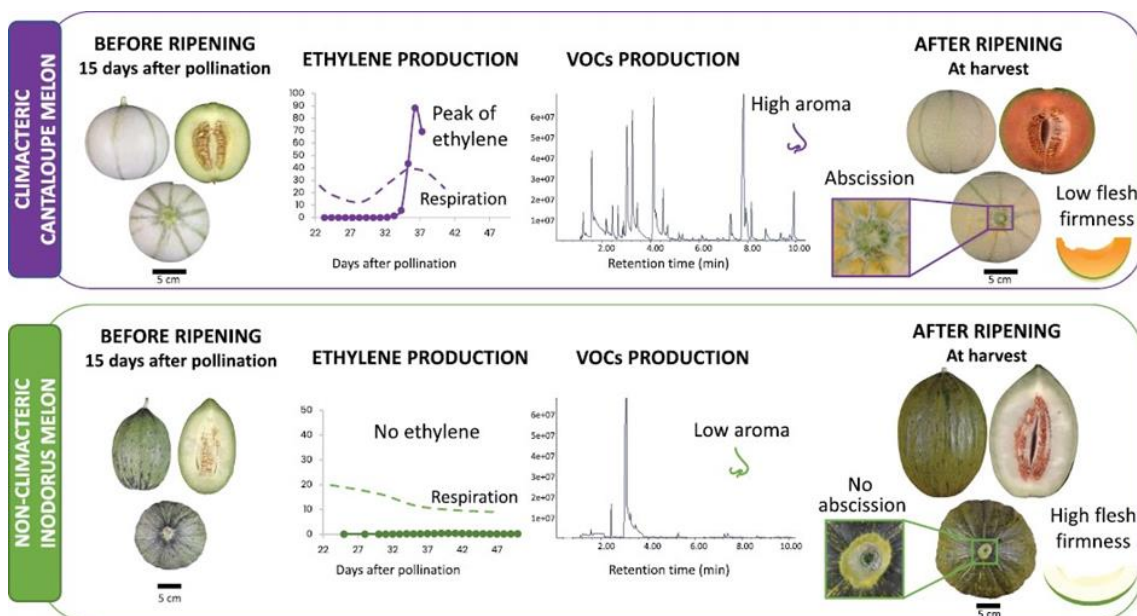 CLIMACTERIC
CANTALOUPE MELON
BEFORE RIPENING
15 days after pollination
5 cm
ETHYLENE PRODUCTION
100
90
80
70
60
50
40
30
20
10
0
Peak of
ethylene
Respiration
22 27 32 37 42 47
Days after pollination
VOCs PRODUCTION
6e+07
5e+07
4e+07
3e+07
2e+07
1e+07
High aroma
2.00 4.00 6.00 8.00 10.00
Retention time (min)
AFTER RIPENING
At harvest
Abscission
Low flesh
firmness
5 cm
NON-CLIMACTERIC
INODORUS MELON
BEFORE RIPENING
15 days after pollination
5 cm
ETHYLENE PRODUCTION
50
40
30
20
10
0
No ethylene
Respiration
22 27 32 37 42 47
Days after pollination
VOCs PRODUCTION
6e+07
5e+07
4e+07
3e+07
2e+07
1e+07
Low aroma
2.00 4.00 6.00 8.00 10.00
Retention time (min)
AFTER RIPENING
At harvest
No
abscission
High flesh
firmness
5 cm